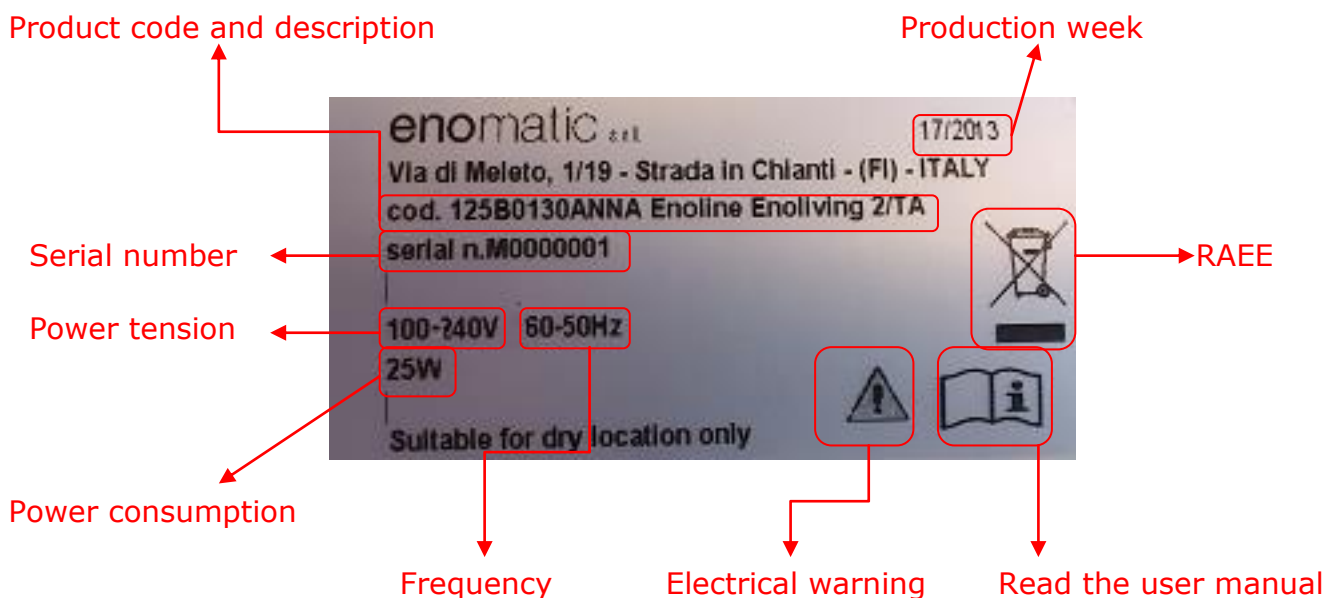 Product code and description
Production week
enomatic s.r.l.
17/2013
Via di Meleto, 1/19 - Strada in Chianti - (FI) - ITALY
cod. 125B0130ANNA Enoline Enoliving 2/TA
serial n.M0000001
Serial number
RAEE
Power tension
100-240V
60-50Hz
25W
Suitable for dry location only
Power consumption
Frequency
Electrical warning
Read the user manual